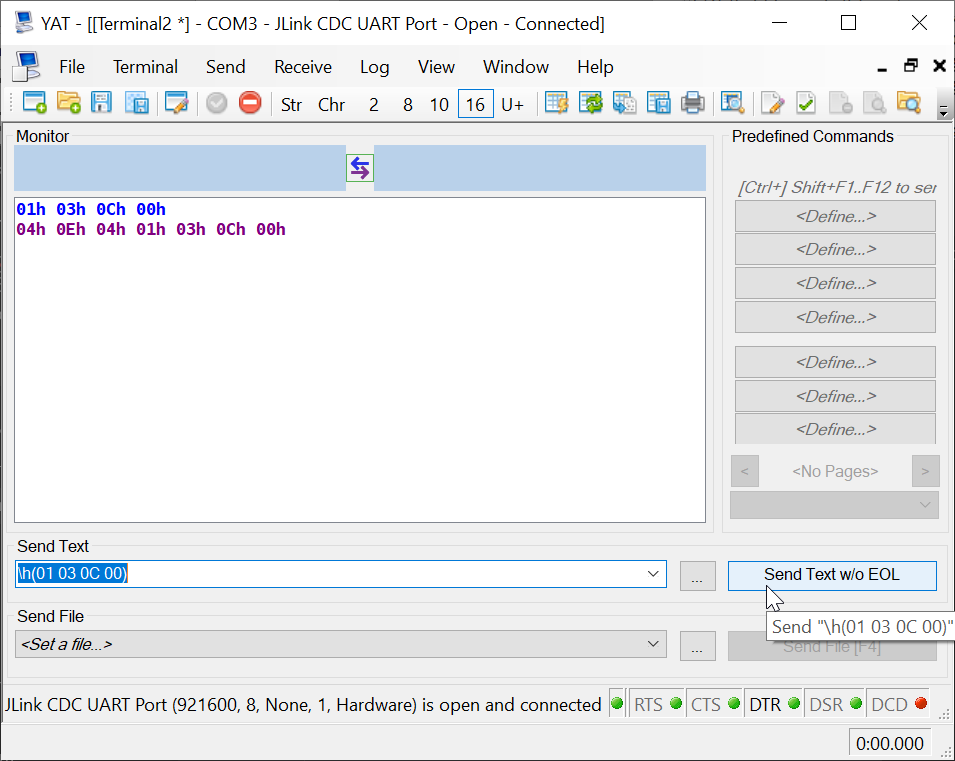 YAT - [[Terminal2 *] - COM3 - JLink CDC UART Port - Open - Connected]
File Terminal Send Receive Log View Window Help
Str Chr 2 8 10 16 U+
Monitor
Predefined Commands
[Ctrl+] Shift+F1..F12 to ser
01h 03h 0Ch 00h
04h 0Eh 04h 01h 03h 0Ch 00h
<Define...>
<Define...>
<Define...>
<Define...>
<Define...>
<Define...>
<Define...>
< <No Pages> >
Send Text
\h(01 03 0C 00)
...
Send Text w/o EOL
Send "\h(01 03 0C 00)"
Send File
<Set a file...>
...
Send File [F4]
JLink CDC UART Port (921600, 8, None, 1, Hardware) is open and connected RTS CTS DTR DSR DCD
0:00.000